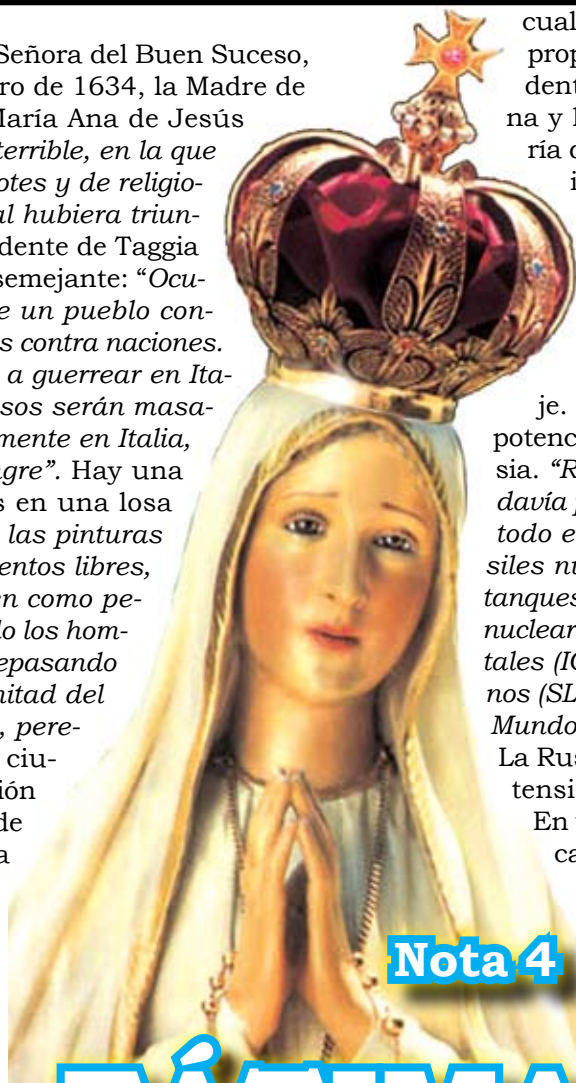 Señora del Buen Suceso,
ro de 1634, la Madre de
María Ana de Jesús
terrible, en la que
otes y de religio-
al hubiera triun-
dente de Taggia
semejante: “Ocu-
e un pueblo con-
s contra naciones.
a guerrear en Ita-
sos serán masa-
mente en Italia,
ngre”. Hay una
s en una losa
las pinturas
entos libres,
en como pe-
do los hom-
epasando
mitad del
, pere-
ciu-
ión
de
a
cual
prop
dent
na y
ría
je.
potenc
sia. “R
davía p
todo e
siles nu
tanques
nuclear
tales (IC
nos (SL
Mundo
La Rus
tensi
En
ca
Nota 4